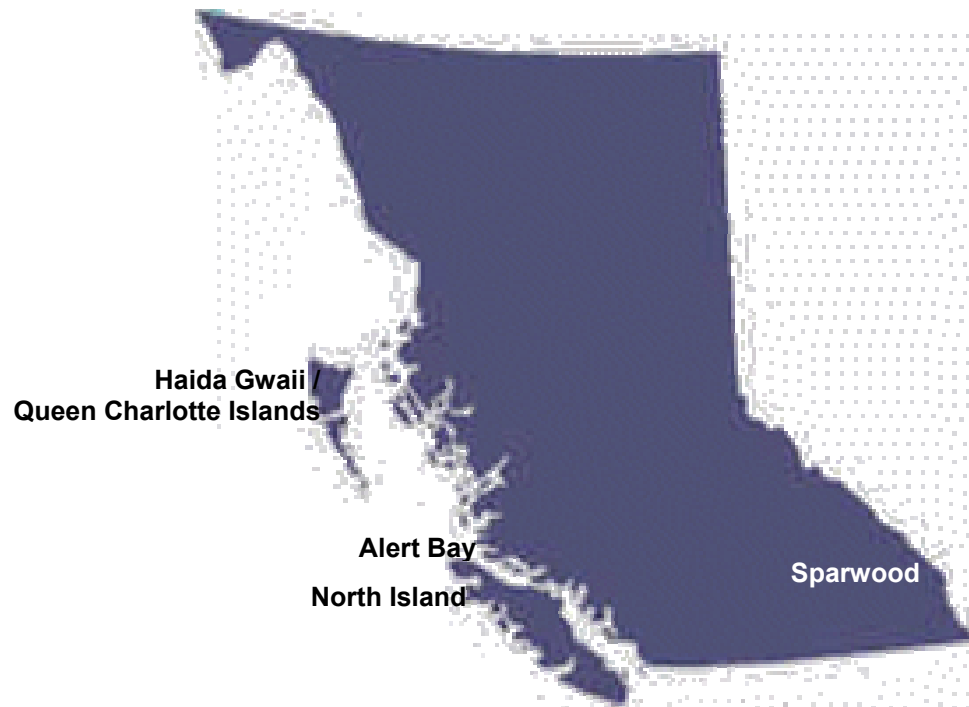 Haida Gwaii /
Queen Charlotte Islands
Alert Bay
North Island
Sparwood